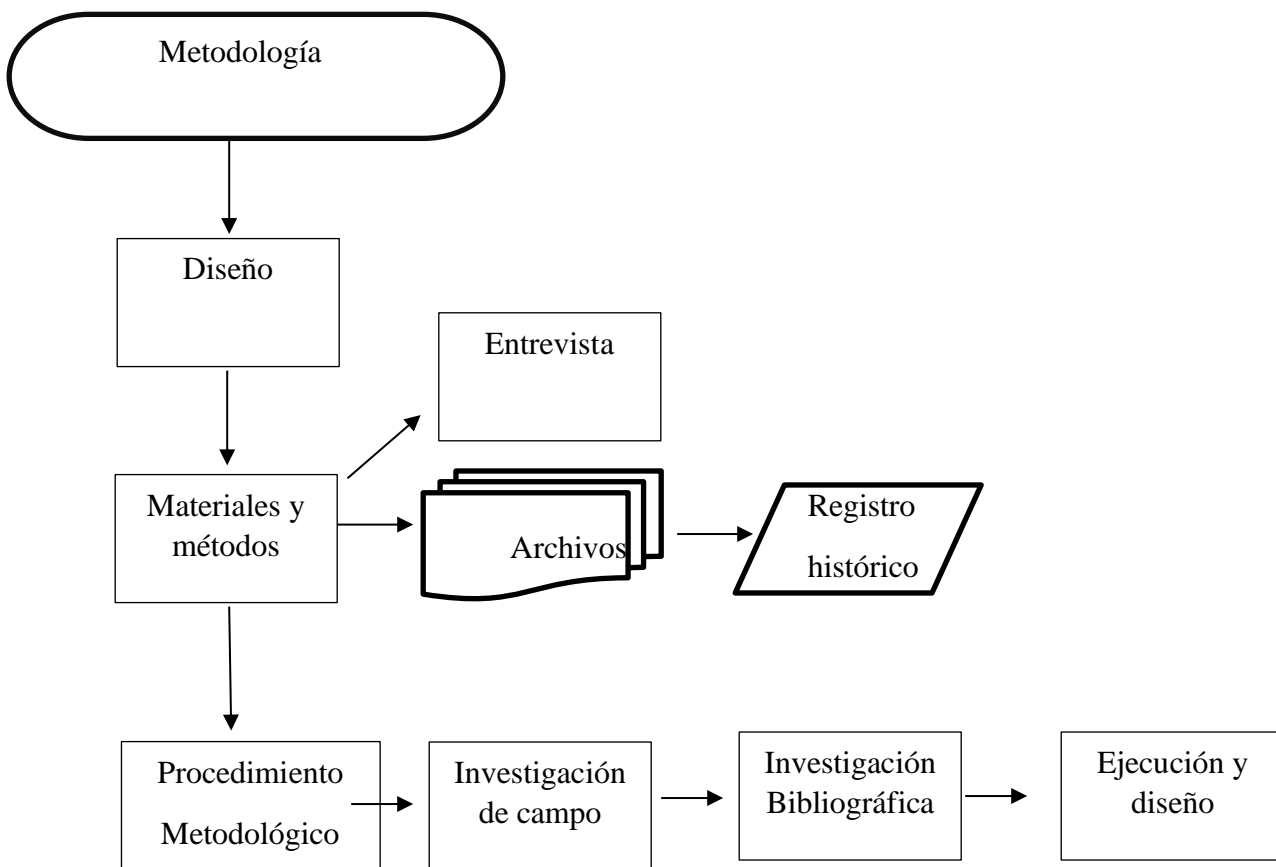 Metodología
Diseño
Entrevista
Materiales y
métodos
Archivos
Registro
histórico
Procedimiento
Metodológico
Investigación
de campo
Investigación
Bibliográfica
Ejecución y
diseño